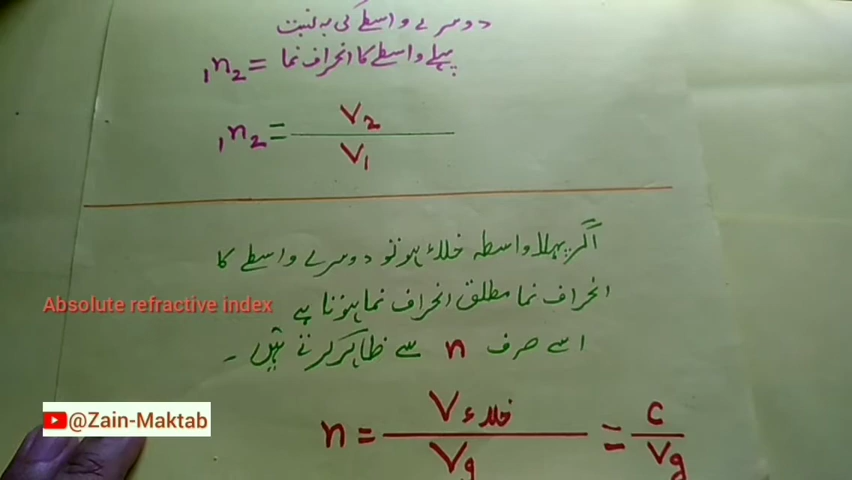 دوسرے واسطے کی بہ نسبت
پہلے واسطے کا انحراف نما = ₁n₂
₁n₂ = V₂ / V₁
اگر پہلا واسطہ خلاء ہو تو دوسرے واسطے کا
انحراف نما مطلق انحراف نما ہوتا ہے
Absolute refractive index
اسے صرف n سے ظاہر کرتے ہیں ۔
@Zain-Maktab
n = V خلاء / Vg = c / Vg